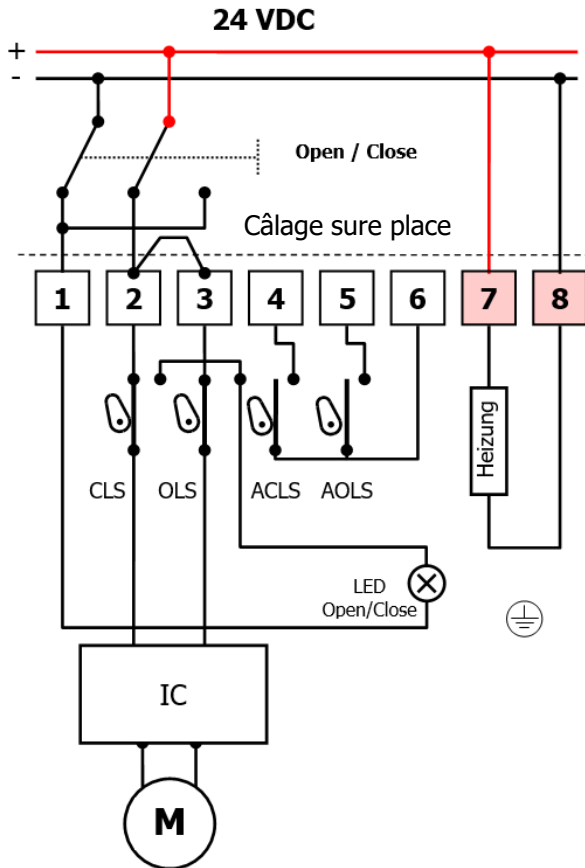 24 VDC
+
-
Open / Close
Câlage sure place
1 2 3 4 5 6 7 8
Heizung
CLS OLS ACLS AOLS
LED
Open/Close
IC
M